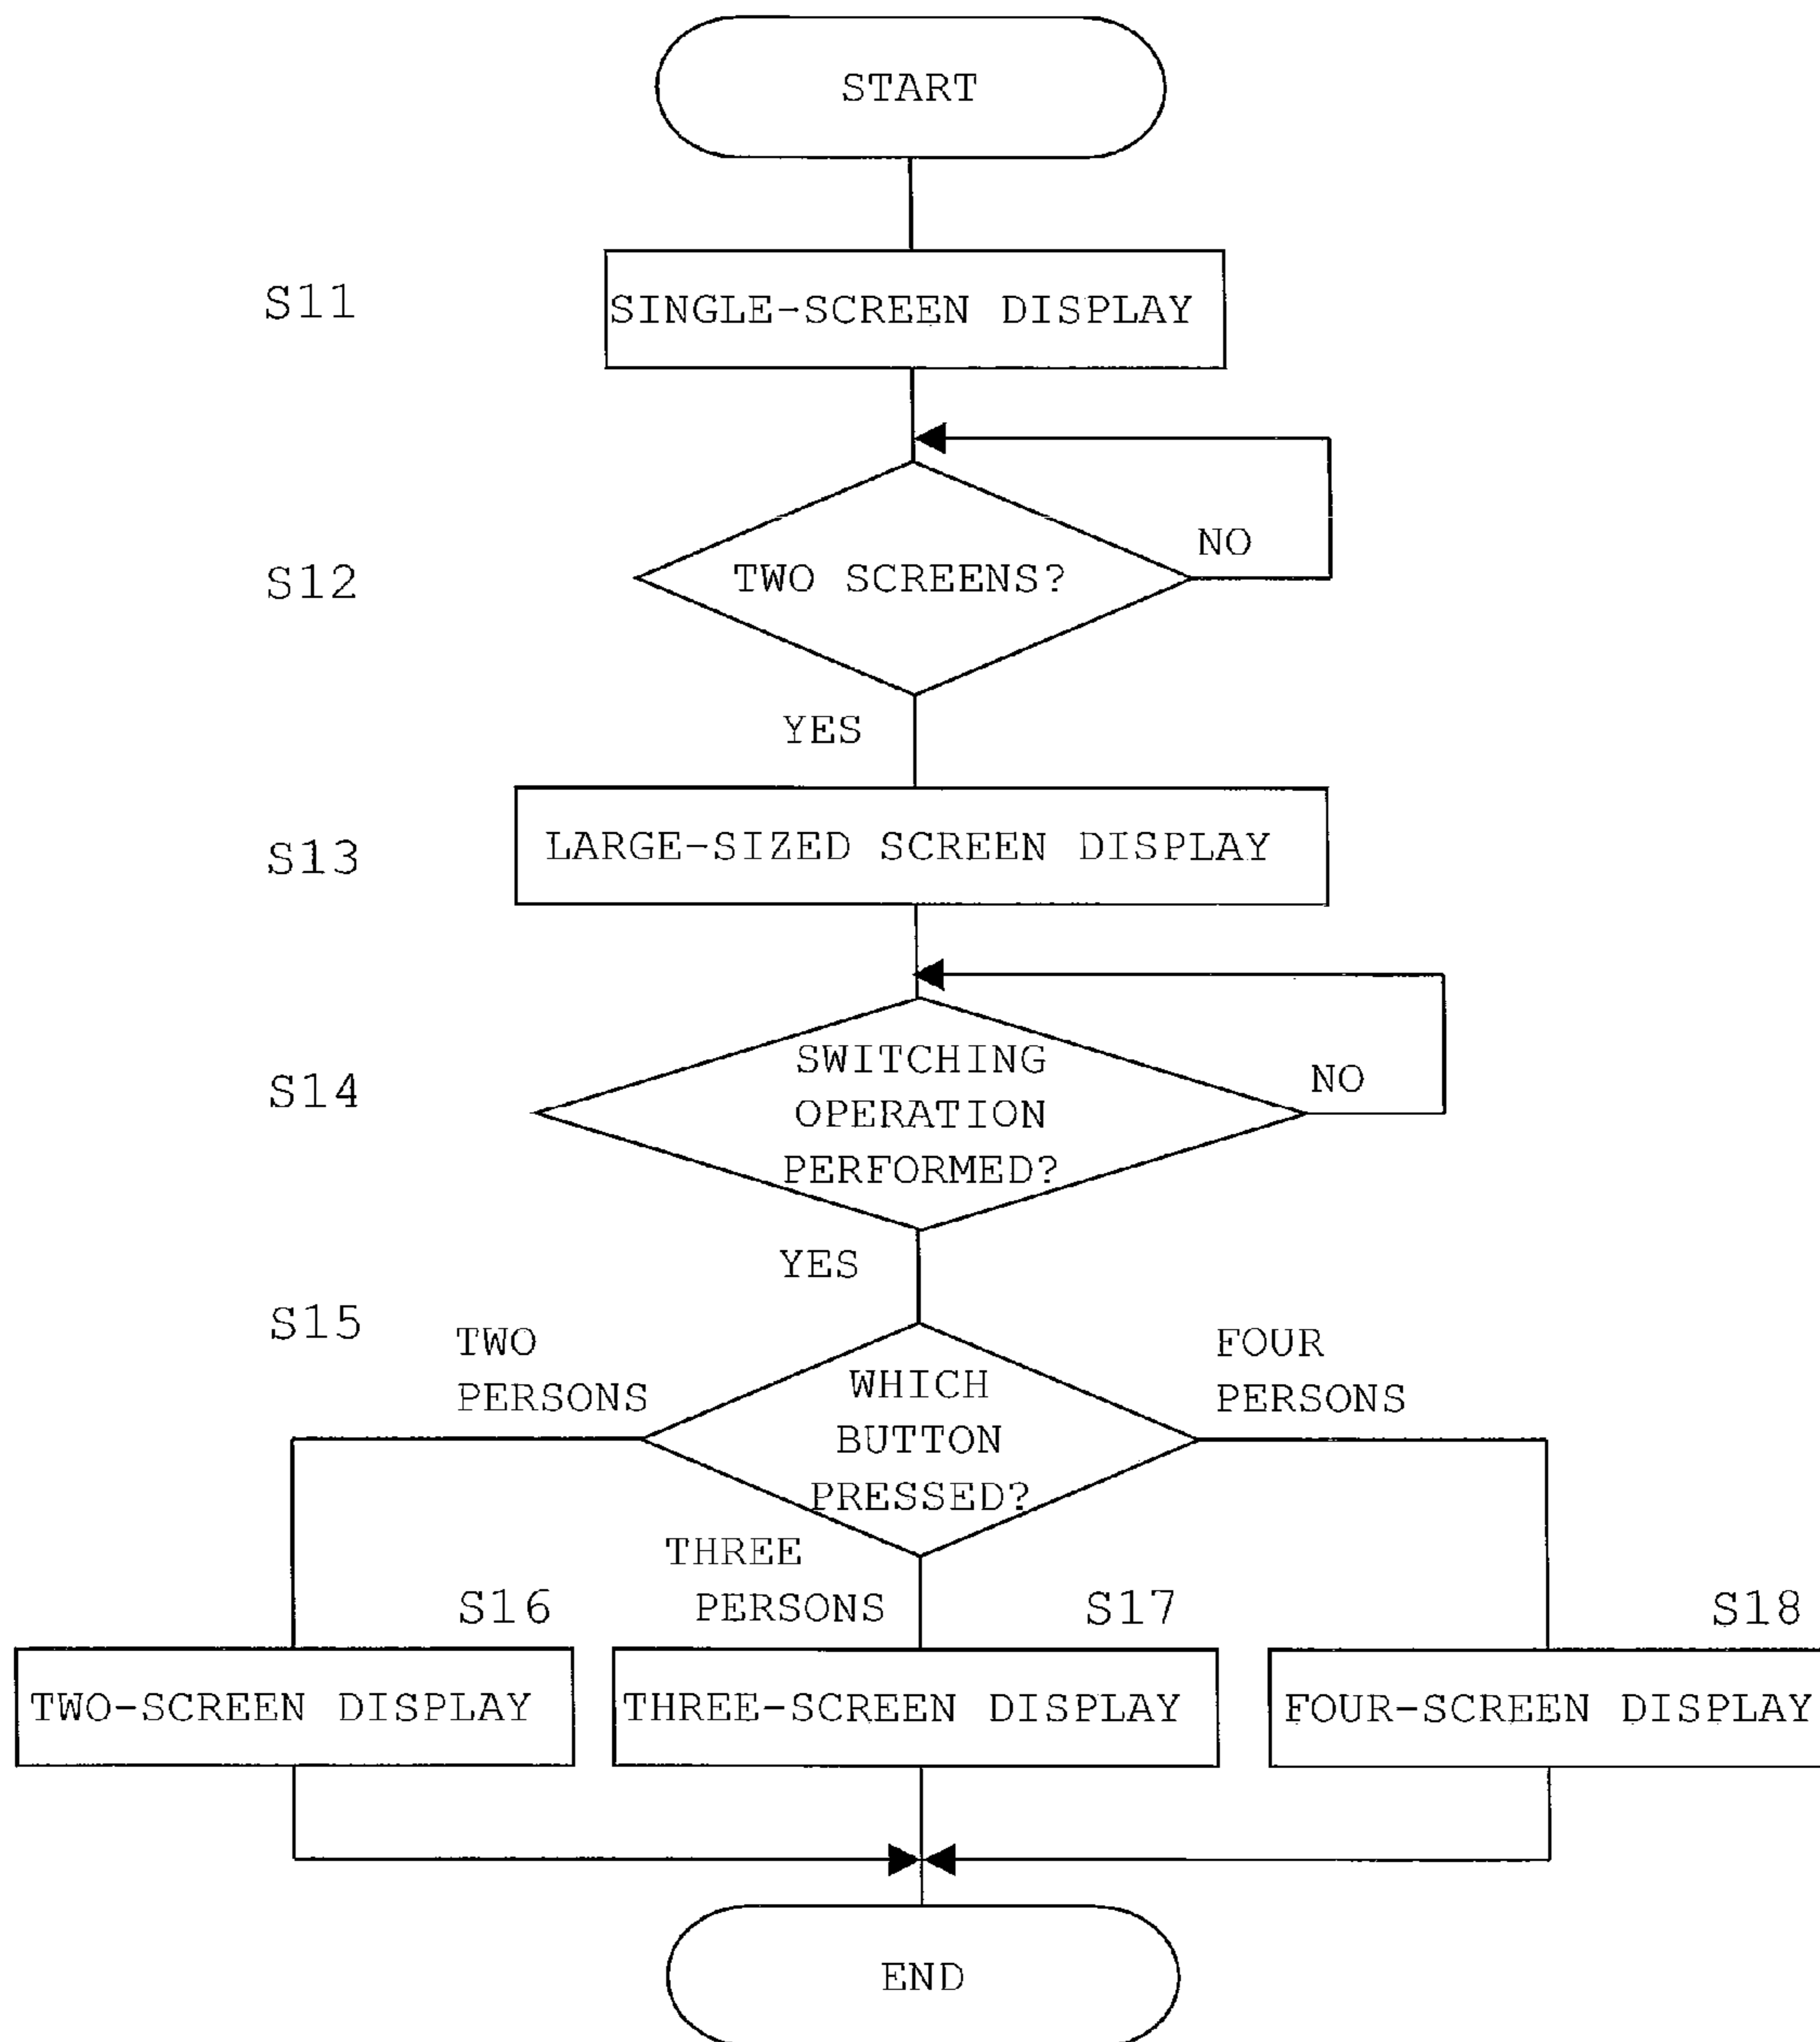 START
S11
SINGLE-SCREEN DISPLAY
S12
TWO SCREENS?
NO
YES
S13
LARGE-SIZED SCREEN DISPLAY
S14
SWITCHING
OPERATION
PERFORMED?
NO
YES
S15
TWO
PERSONS
WHICH
BUTTON
PRESSED?
FOUR
PERSONS
THREE
PERSONS
S16
S17
S18
TWO-SCREEN DISPLAY
THREE-SCREEN DISPLAY
FOUR-SCREEN DISPLAY
END